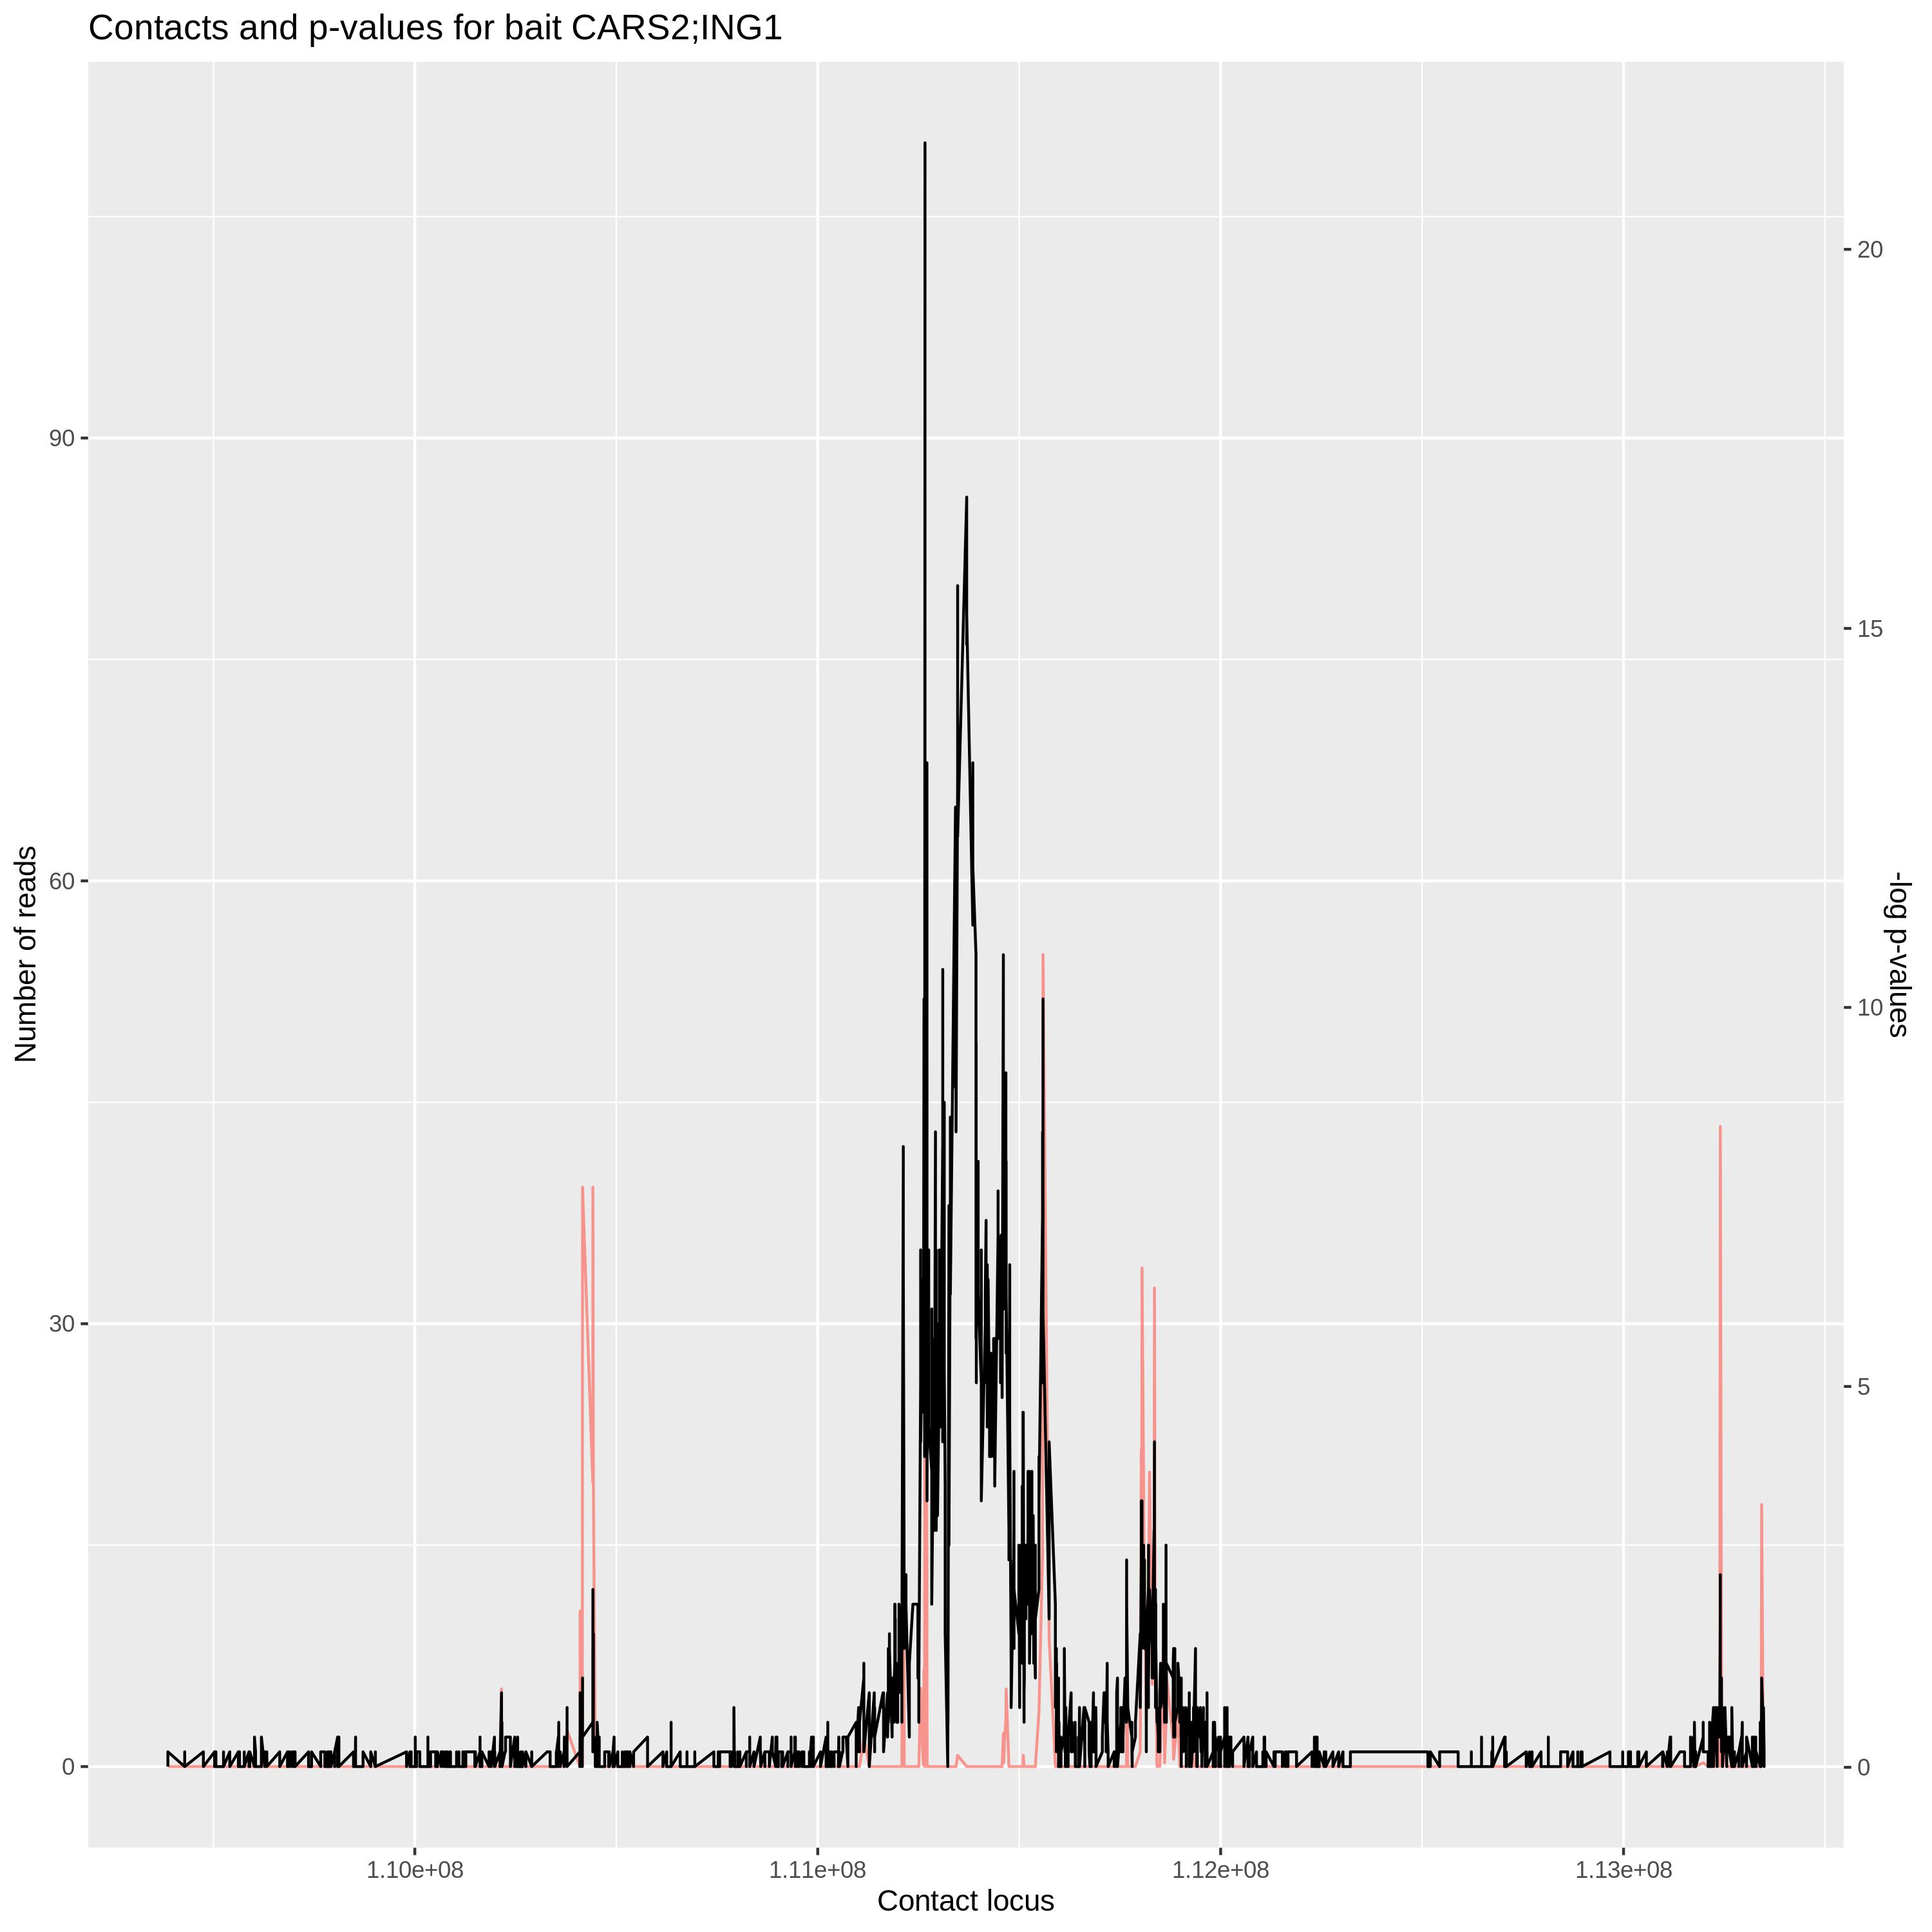 Contacts and p-values for bait CARS2;ING1
Number of reads
90
60
30
0
20
15
10
5
0
-log p-values
1.10e+08
1.11e+08
1.12e+08
1.13e+08
Contact locus